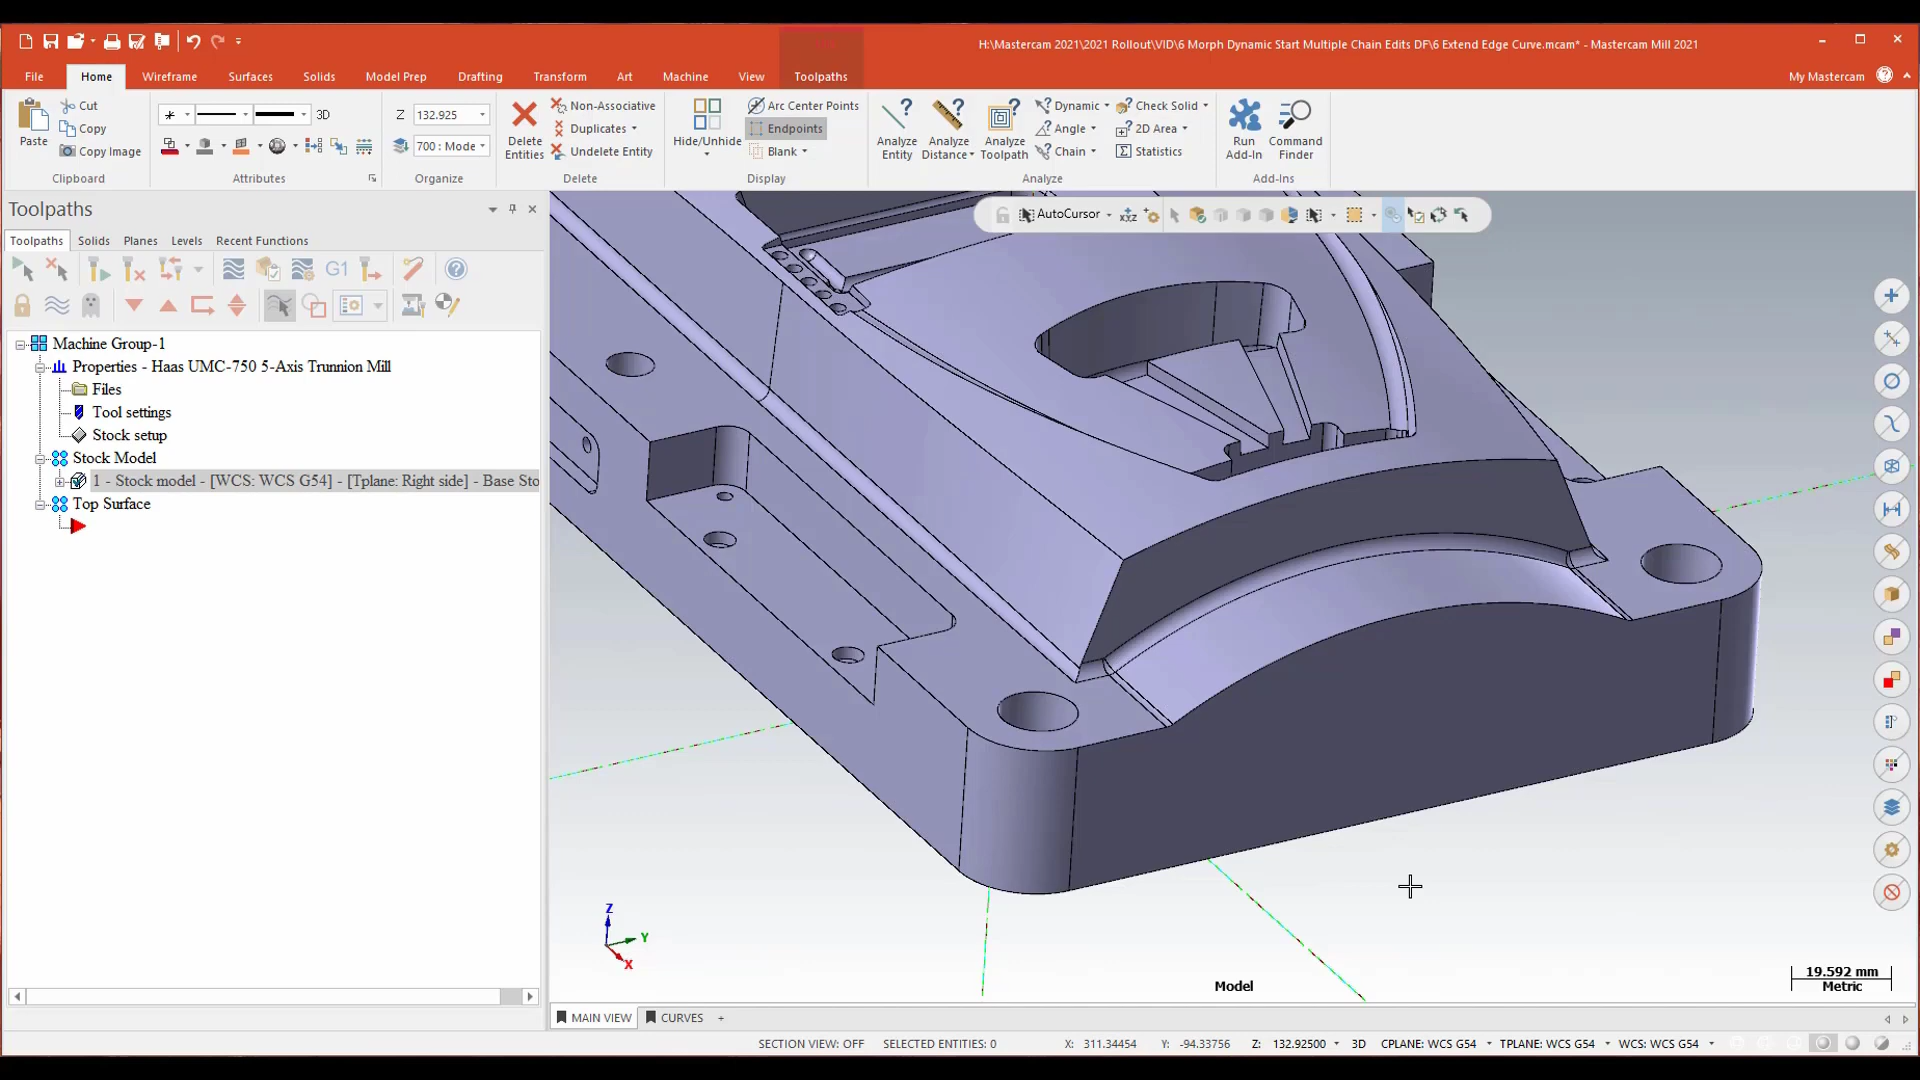 H:\Mastercam 2021\2021 Rollout\VID\6 Morph Dynamic Start Multiple Chain Edits DF\6 Extend Edge Curve.mcam* - Mastercam Mill 2021
File Home Wireframe Surfaces Solids Model Prep Drafting Transform Art Machine View Toolpaths My Mastercam
Paste
Cut
Copy
Copy Image
Clipboard
3D
Attributes
Z 132.925
700 : Mode
Organize
Delete Entities
Non-Associative
Duplicates
Undelete Entity
Delete
Hide/Unhide
Arc Center Points
Endpoints
Blank
Display
Analyze Entity
Analyze Distance
Analyze Toolpath
Dynamic
Angle
Chain
Check Solid
2D Area
Statistics
Analyze
Run Add-In
Command Finder
Add-Ins
Toolpaths
Toolpaths Solids Planes Levels Recent Functions
G1
Machine Group-1
Properties - Haas UMC-750 5-Axis Trunnion Mill
Files
Tool settings
Stock setup
Stock Model
1 - Stock model - [WCS: WCS G54] - [Tplane: Right side] - Base Sto
Top Surface
AutoCursor
XYZ
Z
Y
X
Model
19.592 mm
Metric
MAIN VIEW CURVES +
SECTION VIEW: OFF SELECTED ENTITIES: 0 X: 311.34454 Y: -94.33756 Z: 132.92500 3D CPLANE: WCS G54 TPLANE: WCS G54 WCS: WCS G54